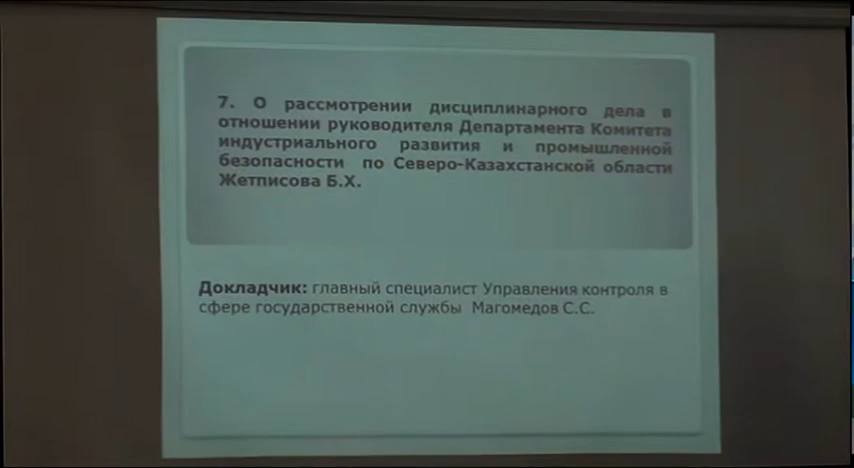 7. О рассмотрении дисциплинарного дела в
отношении руководителя Департамента Комитета
индустриального развития и промышленной
безопасности по Северо-Казахстанской области
Жетписова Б.Х.
Докладчик: главный специалист Управления контроля в
сфере государственной службы Магомедов С.С.